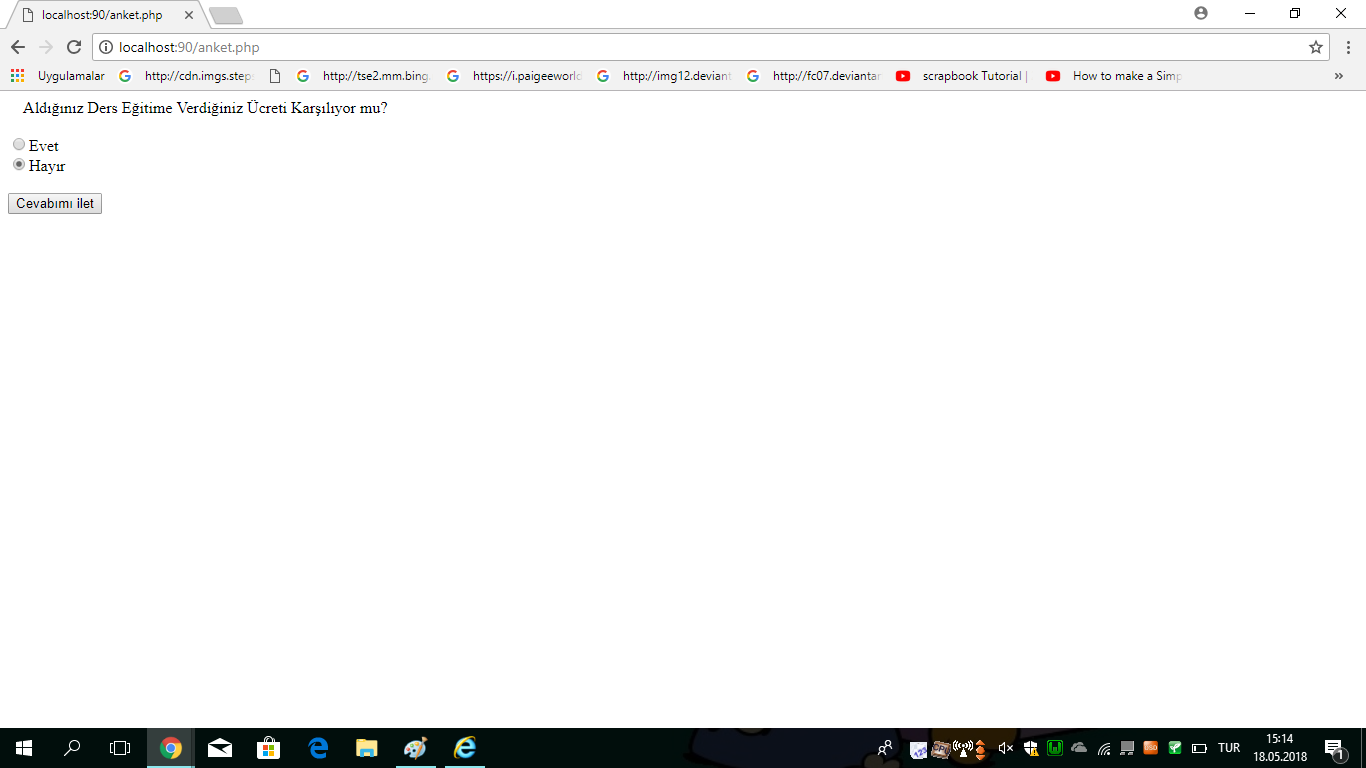 localhost:90/anket.php
localhost:90/anket.php
Uygulamalar http://cdn.imgs.steps http://tse2.mm.bing. https://i.paigeeworld http://img12.deviant http://fc07.deviantar scrapbook Tutorial | How to make a Simp »
Aldığınız Ders Eğitime Verdiğiniz Ücreti Karşılıyor mu?
Evet
Hayır
Cevabımı ilet
TUR
15:14
18.05.2018
1